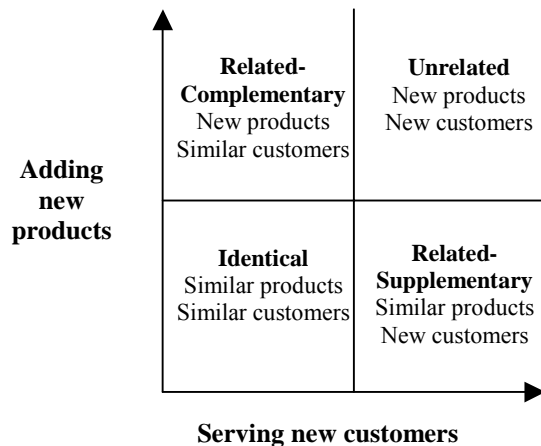 Related-
Complementary
New products
Similar customers
Unrelated
New products
New customers
Adding
new
products
Identical
Similar products
Similar customers
Related-
Supplementary
Similar products
New customers
Serving new customers